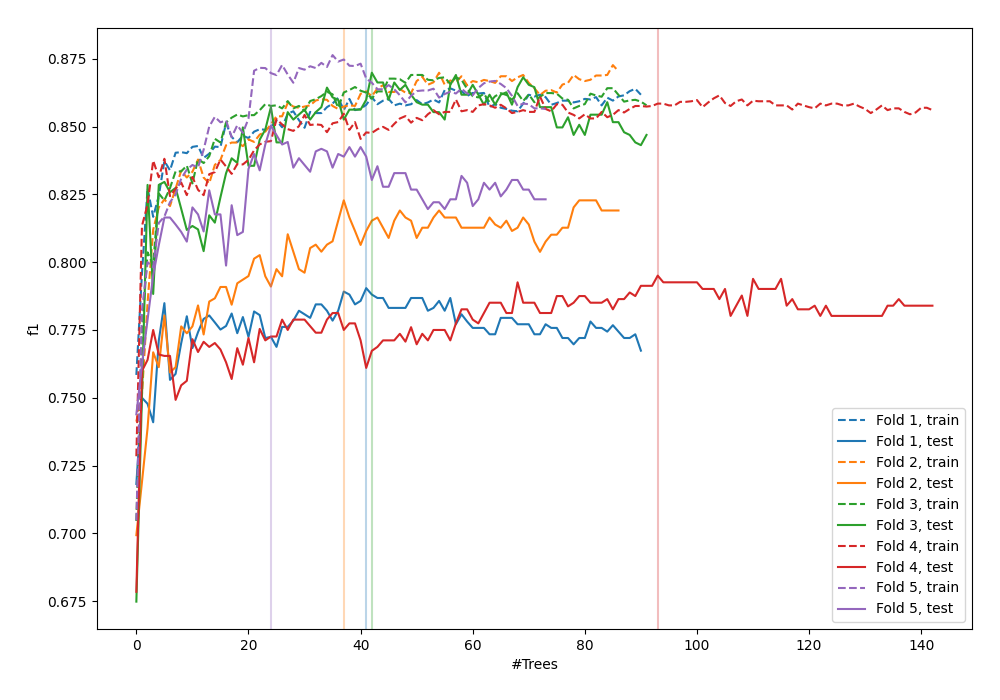 0.875
0.850
0.825
0.800
0.775
0.750
0.725
0.700
0.675
f1
0 20 40 60 80 100 120 140
#Trees
Fold 1, train
Fold 1, test
Fold 2, train
Fold 2, test
Fold 3, train
Fold 3, test
Fold 4, train
Fold 4, test
Fold 5, train
Fold 5, test